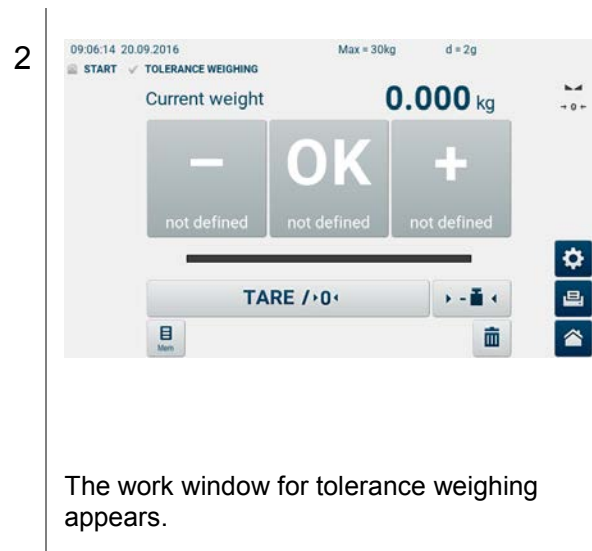 2
09:06:14 20.09.2016 Max = 30kg d = 2g
START TOLERANCE WEIGHING
Current weight 0.000 kg
→ 0 ←
− OK +
not defined not defined not defined
TARE / 0
Mem
The work window for tolerance weighing
appears.